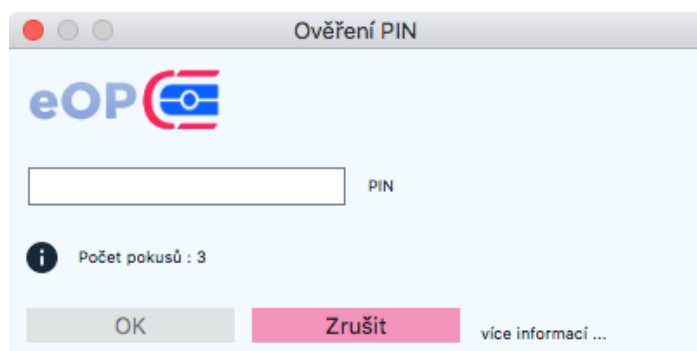 Ověření PIN
eOP
PIN
Počet pokusů : 3
OK
Zrušit
více informací ...